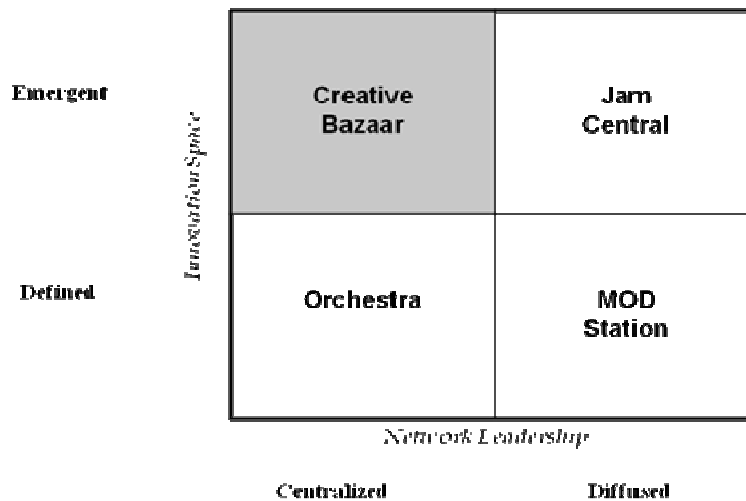 Emergent
Creative
Bazaar
Jam
Central
Innovation Space
Defined
Orchestra
MOD
Station
Network Leadership
Centralized
Diffused